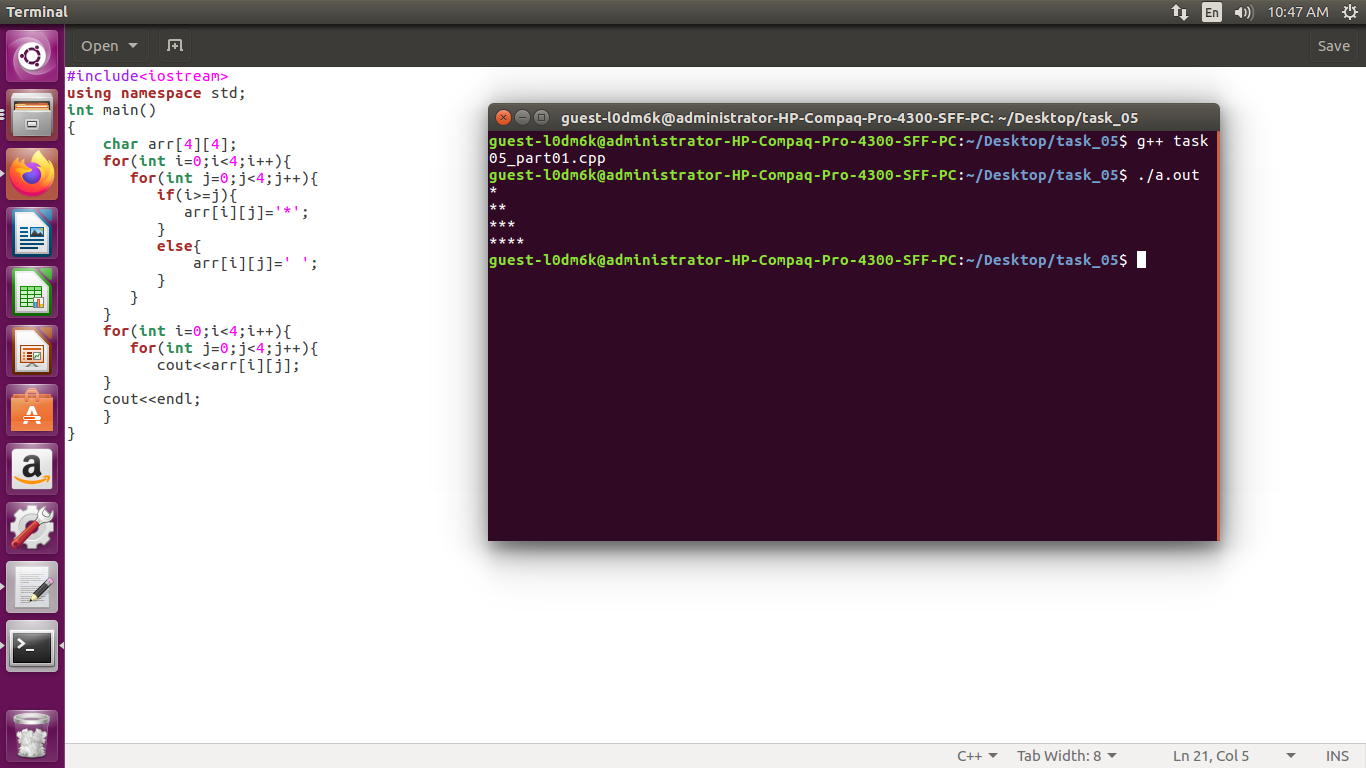 Terminal
En
10:47 AM
Open
Save
#include<iostream>
using namespace std;
int main()
{
    char arr[4][4];
    for(int i=0;i<4;i++){
       for(int j=0;j<4;j++){
          if(i>=j){
             arr[i][j]='*';
          }
          else{
              arr[i][j]=' ';
          }
       }
    }
    for(int i=0;i<4;i++){
       for(int j=0;j<4;j++){
          cout<<arr[i][j];
    }
    cout<<endl;
    }
}
guest-l0dm6k@administrator-HP-Compaq-Pro-4300-SFF-PC: ~/Desktop/task_05
guest-l0dm6k@administrator-HP-Compaq-Pro-4300-SFF-PC:~/Desktop/task_05$ g++ task
05_part01.cpp
guest-l0dm6k@administrator-HP-Compaq-Pro-4300-SFF-PC:~/Desktop/task_05$ ./a.out
*
**
***
****
guest-l0dm6k@administrator-HP-Compaq-Pro-4300-SFF-PC:~/Desktop/task_05$
C++
Tab Width: 8
Ln 21, Col 5
INS